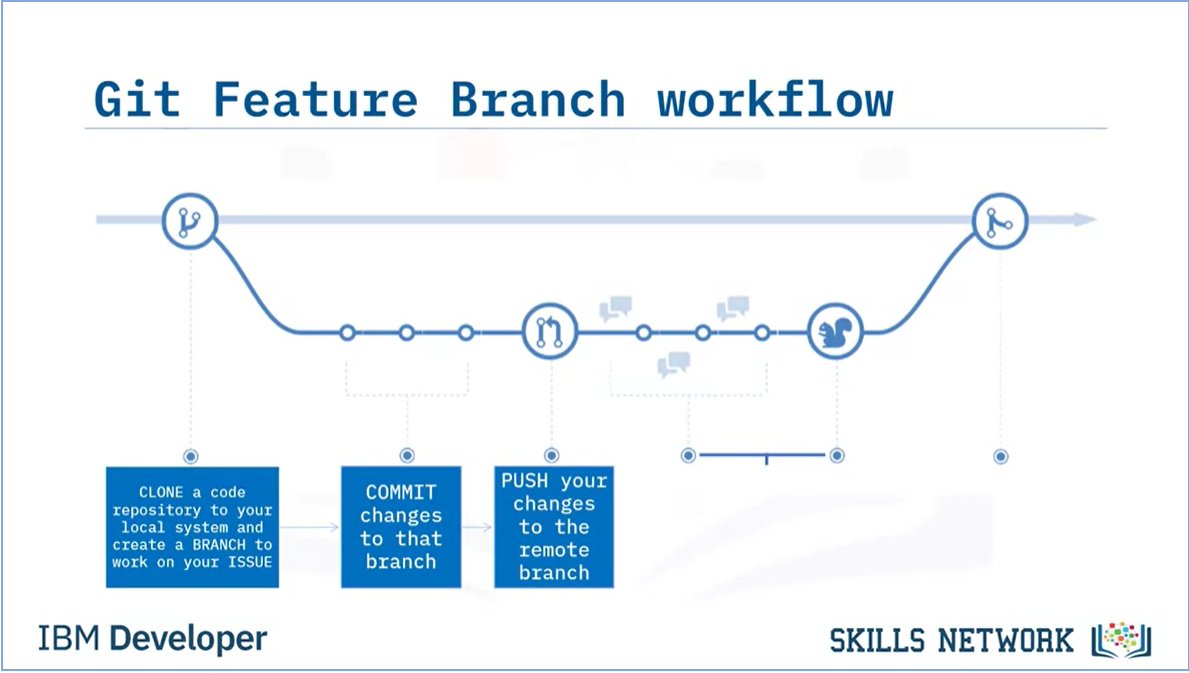 Git Feature Branch workflow
CLONE a code
repository to your
local system and
create a BRANCH to
work on your ISSUE
COMMIT
changes
to that
branch
PUSH your
changes
to the
remote
branch
IBM Developer
SKILLS NETWORK